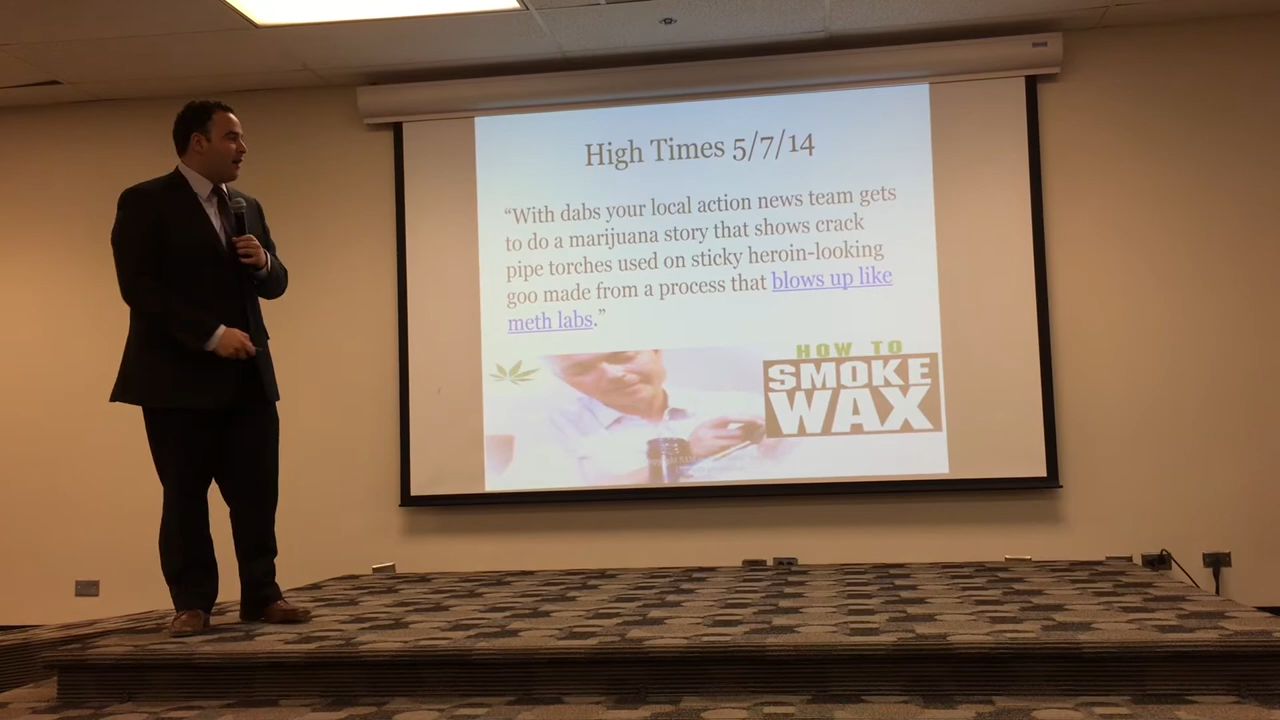 High Times 5/7/14
“With dabs your local action news team gets
to do a marijuana story that shows crack
pipe torches used on sticky heroin-looking
goo made from a process that blows up like
meth labs.”
HOW TO
SMOKE
WAX